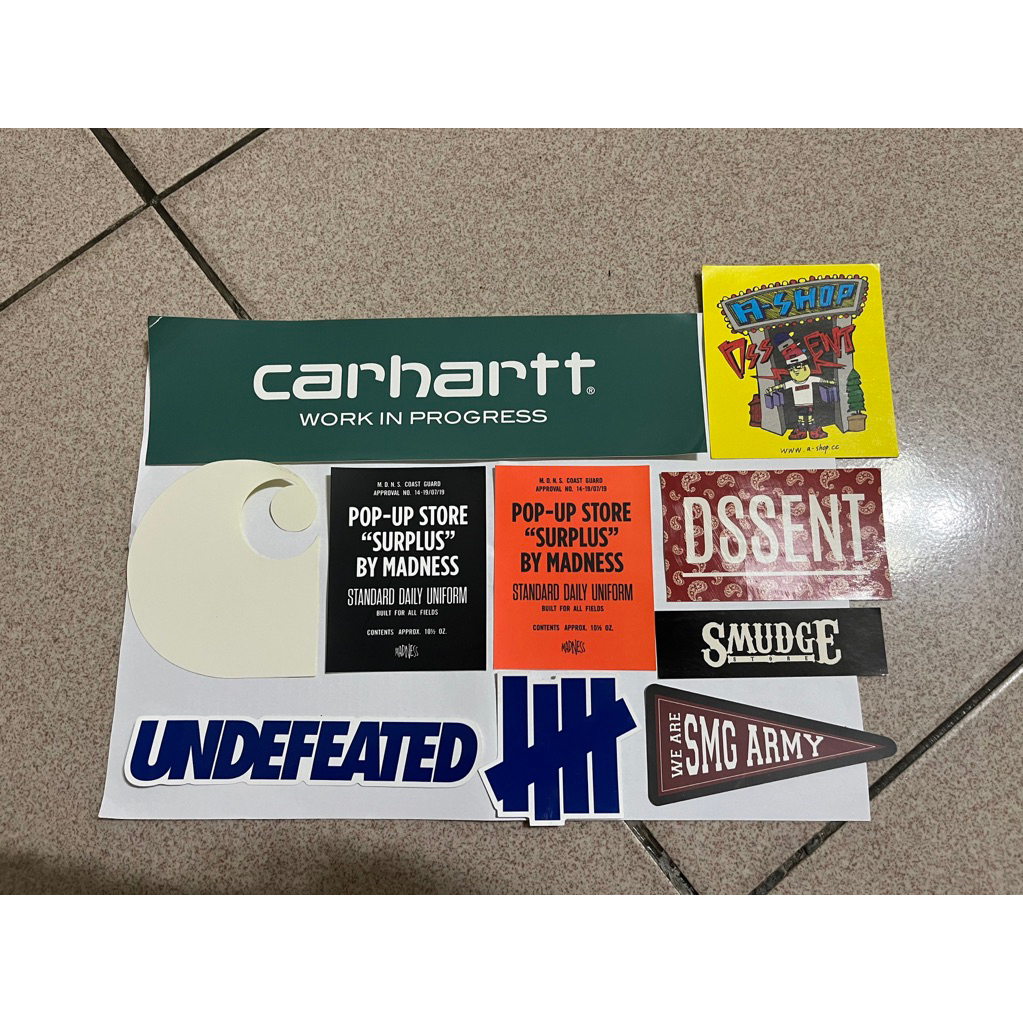 carhartt®
WORK IN PROGRESS
A-SHOP
DSSENT
www a-shop.cc
M. D. N. S. COAST GUARD
APPROVAL NO. 14-19/07/19
POP-UP STORE
“SURPLUS”
BY MADNESS
STANDARD DAILY UNIFORM
BUILT FOR ALL FIELDS
CONTENTS APPROX. 10½ OZ.
MADNESS
M. D. N. S. COAST GUARD
APPROVAL NO. 14-19/07/19
POP-UP STORE
“SURPLUS”
BY MADNESS
STANDARD DAILY UNIFORM
BUILT FOR ALL FIELDS
CONTENTS APPROX. 10½ OZ.
MADNESS
DSSENT
SMUDGE
STORE
UNDEFEATED
WE ARE
SMG ARMY